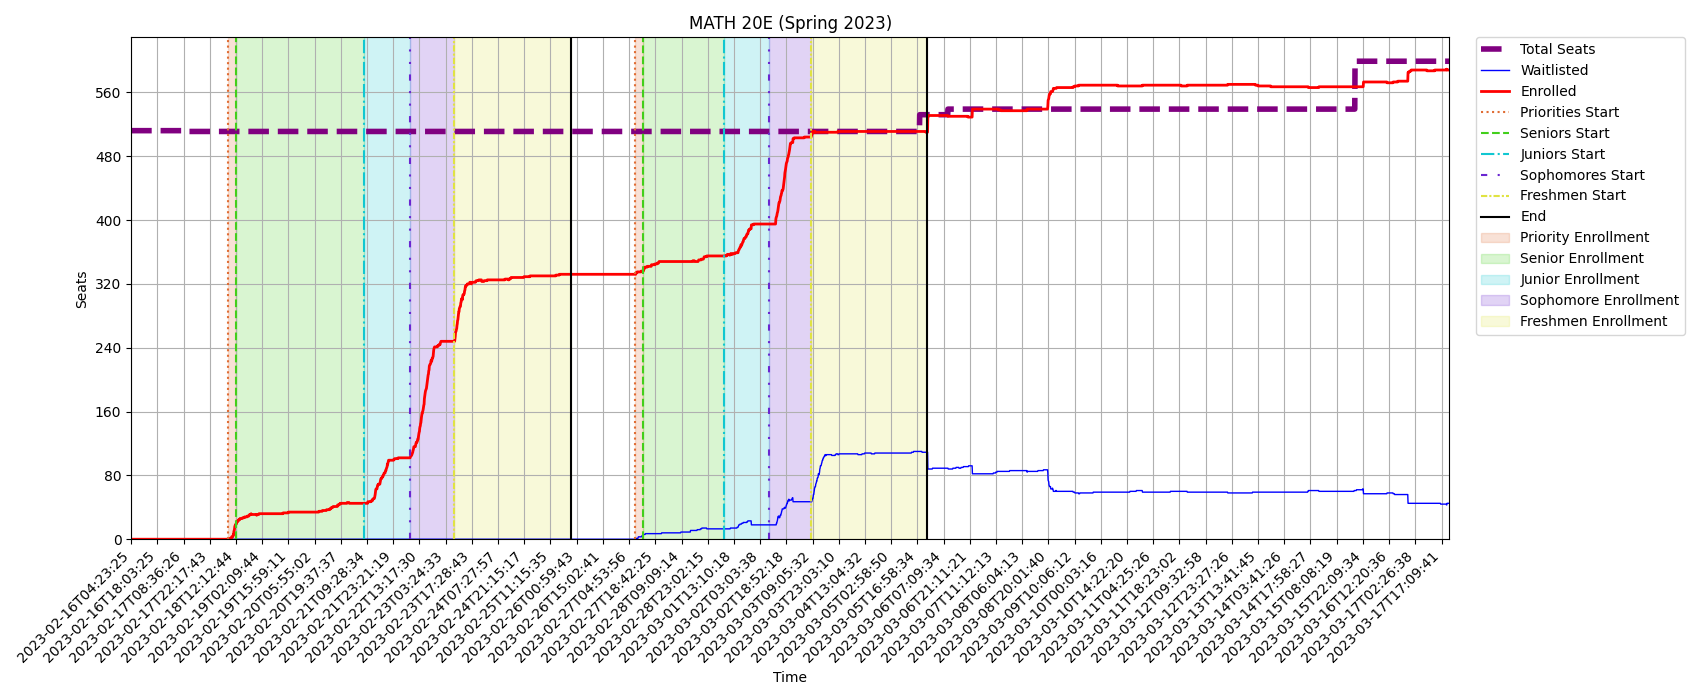 MATH 20E (Spring 2023)
Seats
560
480
400
320
240
160
80
0
2023-02-16T04:23:25
2023-02-16T18:03:25
2023-02-17T08:36:26
2023-02-17T22:17:43
2023-02-18T12:12:44
2023-02-19T02:09:44
2023-02-19T15:59:11
2023-02-20T05:55:02
2023-02-20T19:37:37
2023-02-21T09:28:34
2023-02-21T23:21:19
2023-02-22T13:17:30
2023-02-23T03:24:33
2023-02-23T17:28:43
2023-02-24T07:27:57
2023-02-24T21:15:17
2023-02-25T11:15:35
2023-02-26T00:59:43
2023-02-26T15:02:41
2023-02-27T04:53:56
2023-02-27T18:42:25
2023-02-28T09:09:14
2023-02-28T23:02:15
2023-03-01T13:10:18
2023-03-02T03:03:38
2023-03-02T18:52:18
2023-03-03T09:05:32
2023-03-03T23:03:10
2023-03-04T13:04:32
2023-03-05T02:58:50
2023-03-05T16:58:34
2023-03-06T07:09:34
2023-03-06T21:11:21
2023-03-07T11:12:13
2023-03-08T06:04:13
2023-03-08T20:01:40
2023-03-09T10:06:12
2023-03-10T00:03:16
2023-03-10T14:22:20
2023-03-11T04:25:26
2023-03-11T18:23:02
2023-03-12T09:32:58
2023-03-12T23:27:26
2023-03-13T13:41:45
2023-03-14T03:41:26
2023-03-14T17:58:27
2023-03-15T08:08:19
2023-03-15T22:09:34
2023-03-16T12:20:36
2023-03-17T02:26:38
2023-03-17T17:09:41
Time
Total Seats
Waitlisted
Enrolled
Priorities Start
Seniors Start
Juniors Start
Sophomores Start
Freshmen Start
End
Priority Enrollment
Senior Enrollment
Junior Enrollment
Sophomore Enrollment
Freshmen Enrollment